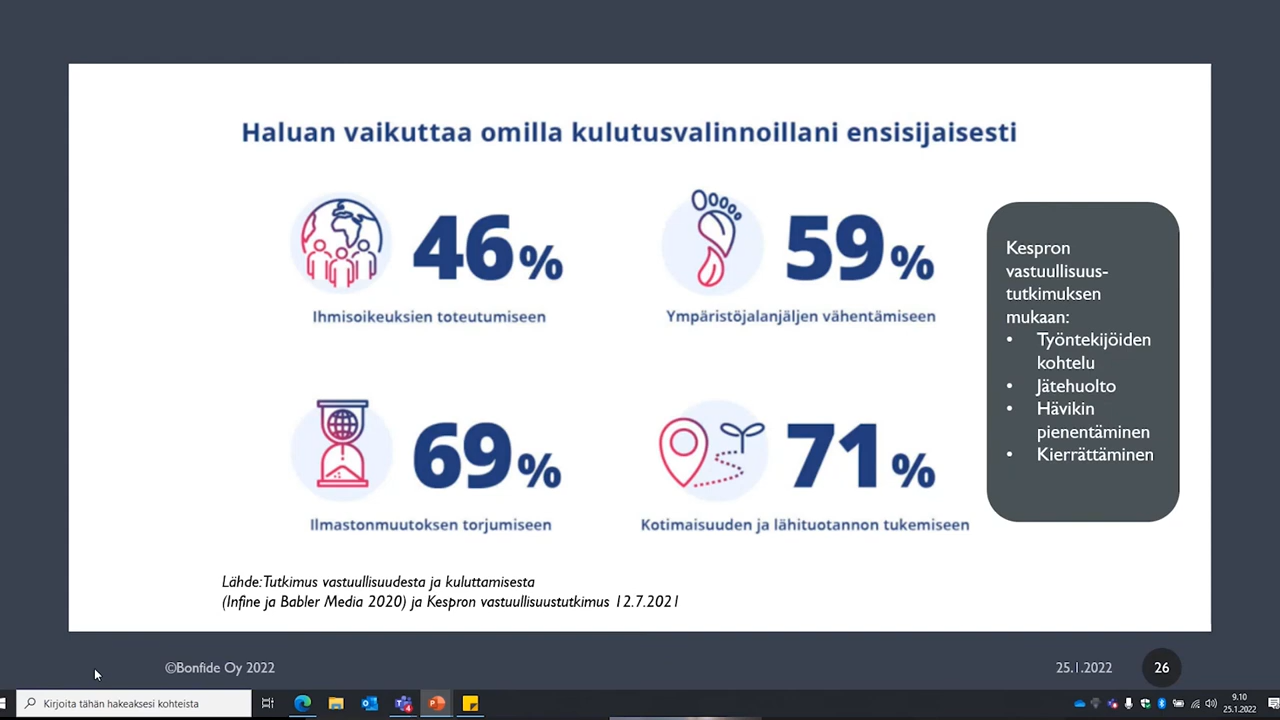 Haluan vaikuttaa omilla kulutusvalinnoillani ensisijaisesti
46%
Ihmisoikeuksien toteutumiseen
59%
Ympäristöjalanjäljen vähentämiseen
69%
Ilmastonmuutoksen torjumiseen
71%
Kotimaisuuden ja lähituotannon tukemiseen
Kespron
vastuullisuus-
tutkimuksen
mukaan:
• Työntekijöiden
kohtelu
• Jätehuolto
• Hävikin
pienentäminen
• Kierrättäminen
Lähde:Tutkimus vastuullisuudesta ja kuluttamisesta
(Infine ja Babler Media 2020) ja Kespron vastuullisuustutkimus 12.7.2021
©Bonfide Oy 2022
25.1.2022
26
Kirjoita tähän hakeaksesi kohteista
9.10
25.1.2022